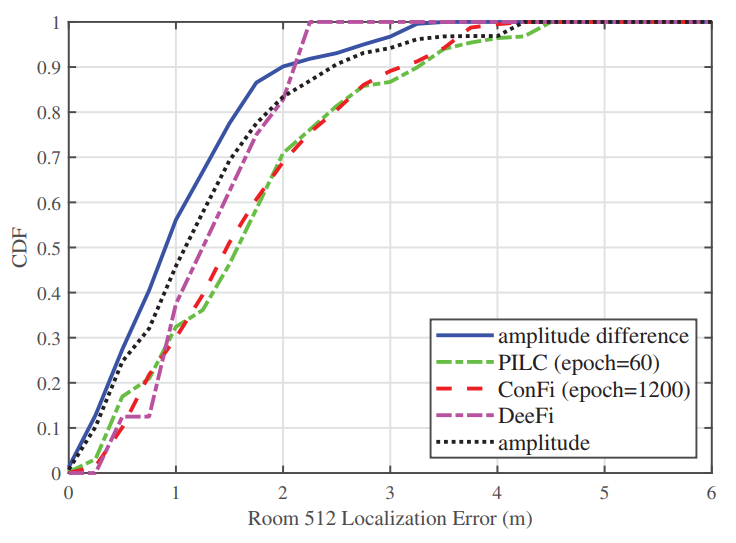 1
0.9
0.8
0.7
0.6
0.5
0.4
0.3
0.2
0.1
0
CDF
amplitude difference
PILC (epoch=60)
ConFi (epoch=1200)
DeeFi
amplitude
0 1 2 3 4 5 6
Room 512 Localization Error (m)